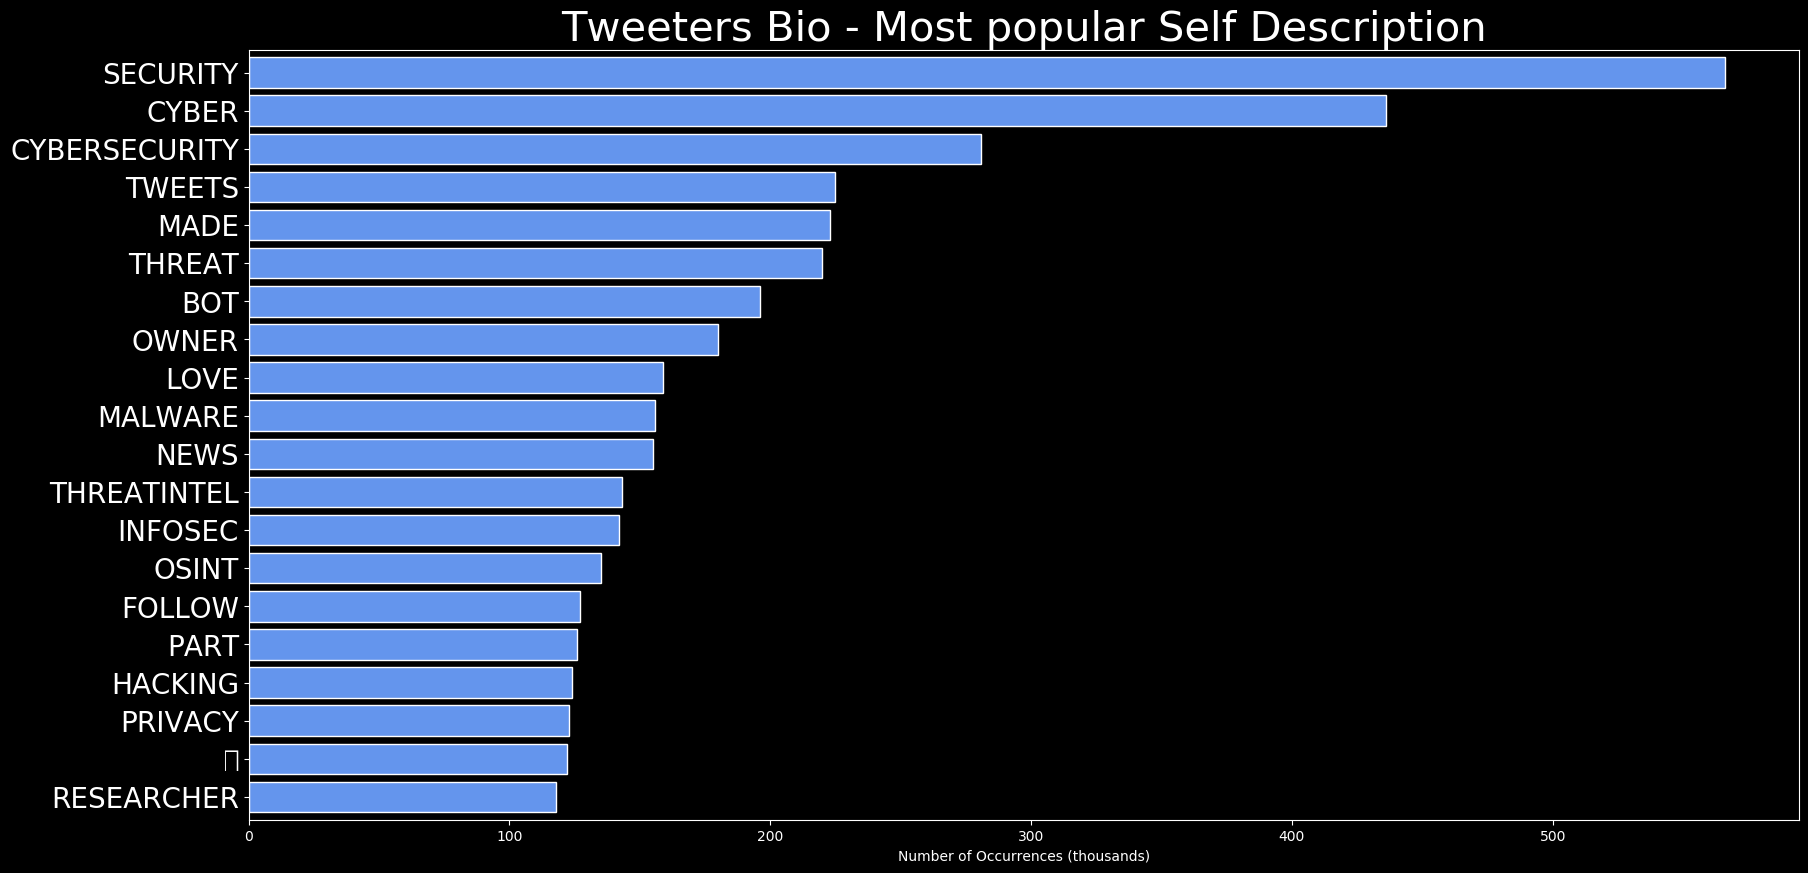 Tweeters Bio - Most popular Self Description
SECURITY
CYBER
CYBERSECURITY
TWEETS
MADE
THREAT
BOT
OWNER
LOVE
MALWARE
NEWS
THREATINTEL
INFOSEC
OSINT
FOLLOW
PART
HACKING
PRIVACY
RESEARCHER
0 100 200 300 400 500
Number of Occurrences (thousands)